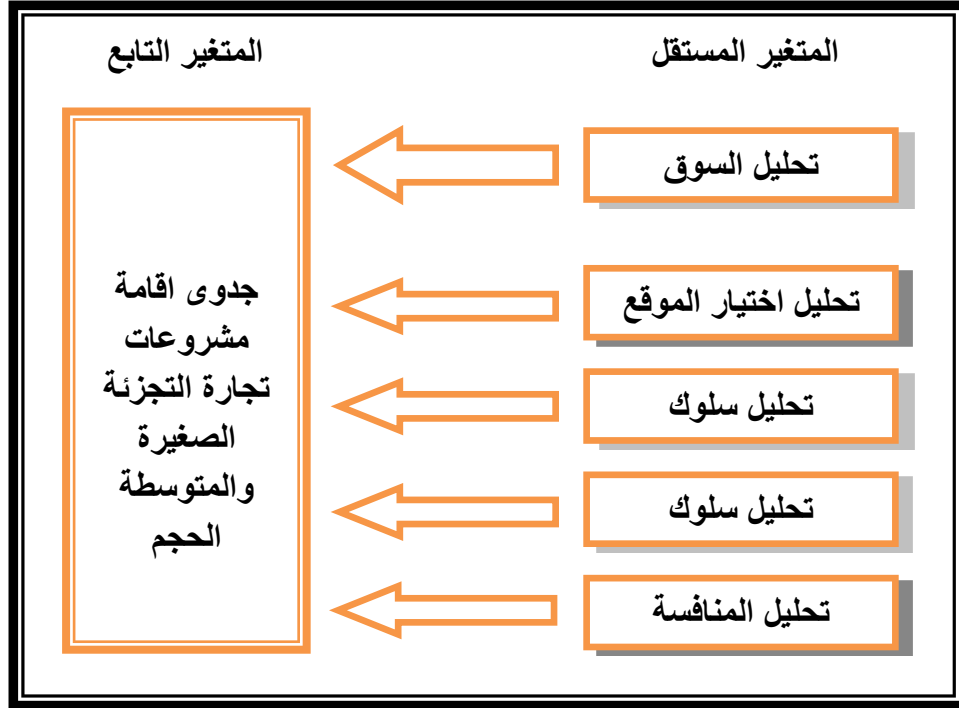 المتغير المستقل
المتغير التابع
تحليل السوق
تحليل اختيار الموقع
تحليل سلوك
تحليل سلوك
تحليل المنافسة
جدوى اقامة
مشروعات
تجارة التجزئة
الصغيرة
والمتوسطة
الحجم